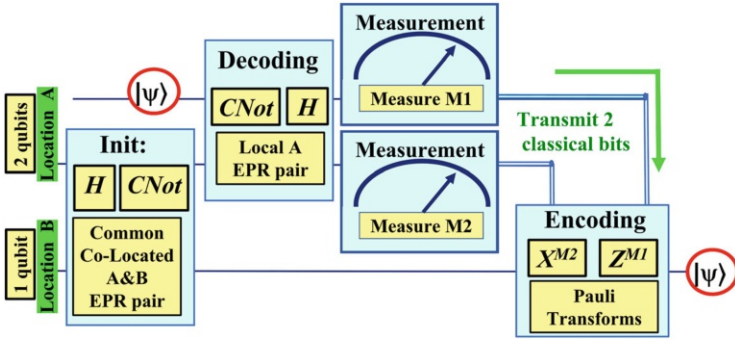 2 qubits
Location A
1 qubit
Location B
|ψ⟩
Init:
H
CNot
Common
Co-Located
A&B
EPR pair
Decoding
CNot
H
Local A
EPR pair
Measurement
Measure M1
Measurement
Measure M2
Transmit 2
classical bits
Encoding
X^M2
Z^M1
Pauli
Transforms
|ψ⟩